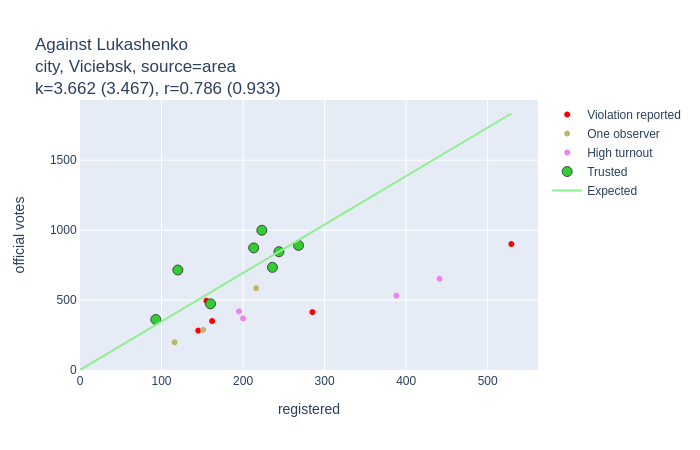 Against Lukashenko
city, Viciebsk, source=area
k=3.662 (3.467), r=0.786 (0.933)
Violation reported
One observer
High turnout
Trusted
Expected
official votes
1500
1000
500
0
0 100 200 300 400 500
registered